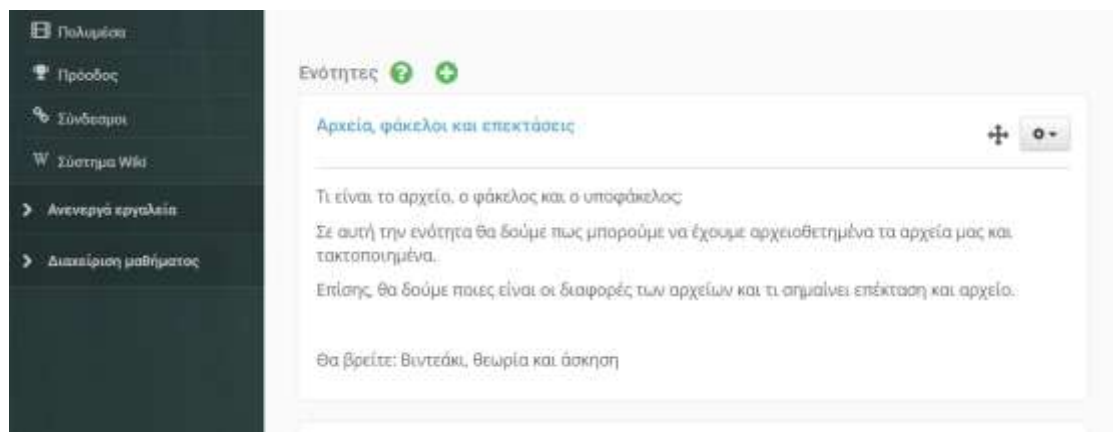 Πολυμέσα
Πρόοδος
Σύνδεσμοι
Σύστημα Wiki
Ανενεργά εργαλεία
Διαχείριση μαθήματος
Ενότητες
Αρχεία, φάκελοι και επεκτάσεις
Τι είναι το αρχείο, ο φάκελος και ο υποφάκελος;
Σε αυτή την ενότητα θα δούμε πως μπορούμε να έχουμε αρχειοθετημένα τα αρχεία μας και
τακτοποιημένα.
Επίσης, θα δούμε ποιες είναι οι διαφορές των αρχείων και τι σημαίνει επέκταση και αρχείο.
Θα βρείτε: Βιντεάκι, θεωρία και άσκηση